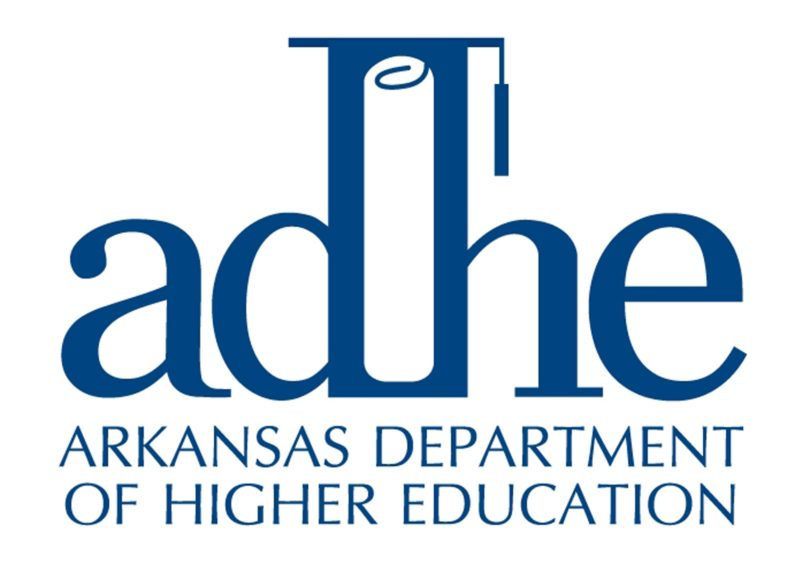 adhe
ARKANSAS DEPARTMENT
OF HIGHER EDUCATION